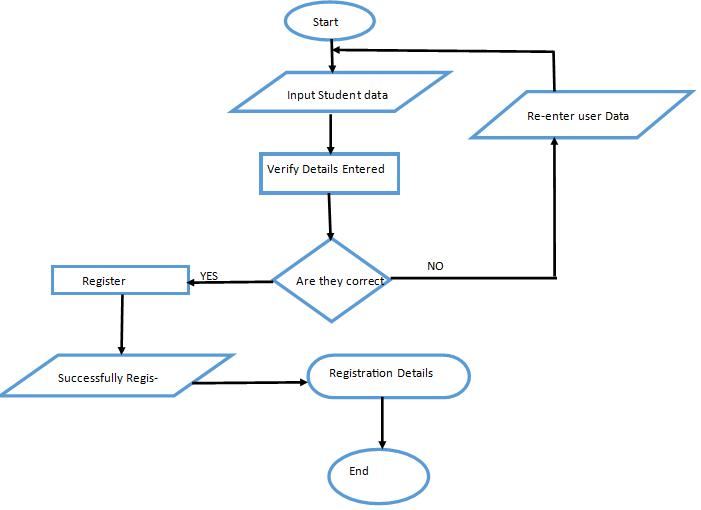 Start
Input Student data
Re-enter user Data
Verify Details Entered
Are they correct
NO
YES
Register
Successfully Regis-
Registration Details
End